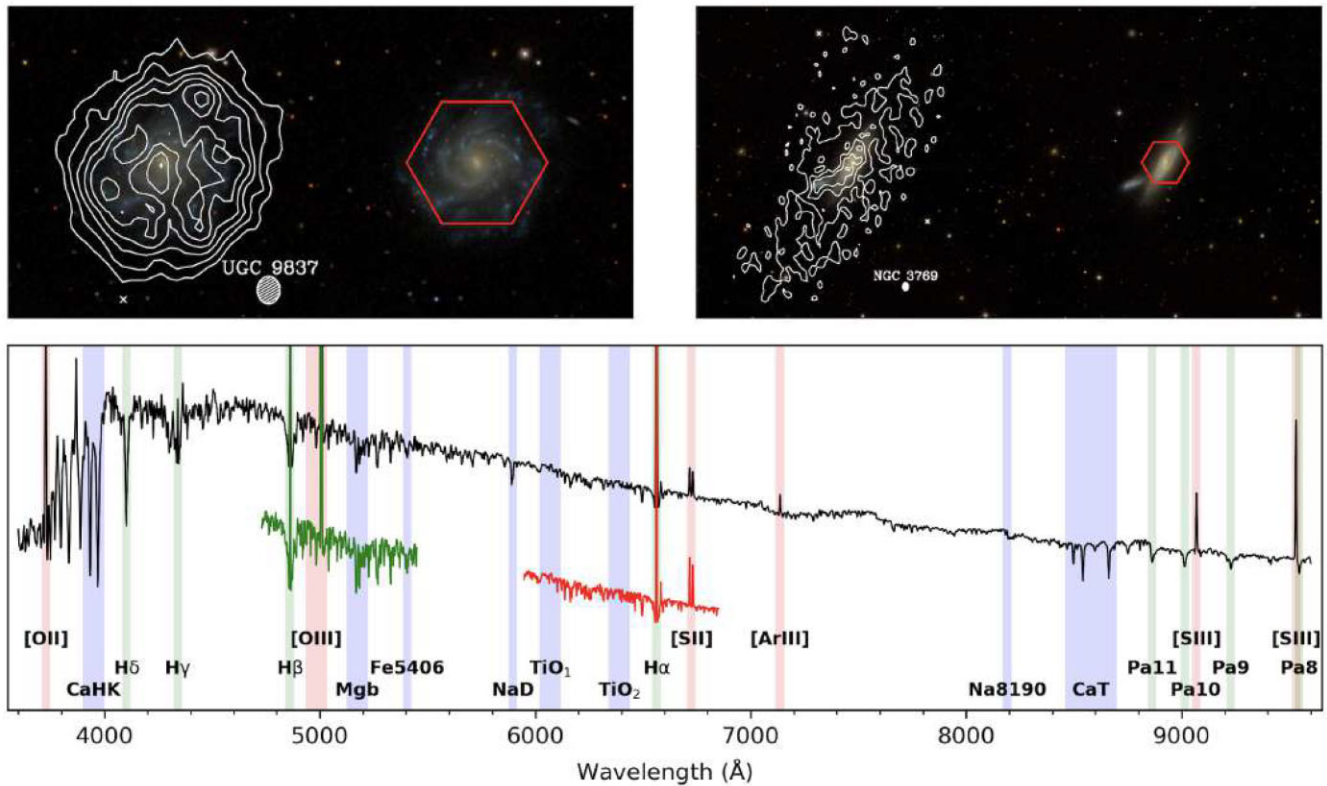 UGC 9837
NGC 3769
[OII] [OIII] [SII] [ArIII] [SIII] [SIII]
Hδ Hγ Hβ Fe5406 TiO₁ Hα Pa11 Pa9 Pa8
CaHK Mgb NaD TiO₂ Na8190 CaT Pa10
4000 5000 6000 7000 8000 9000
Wavelength (Å)